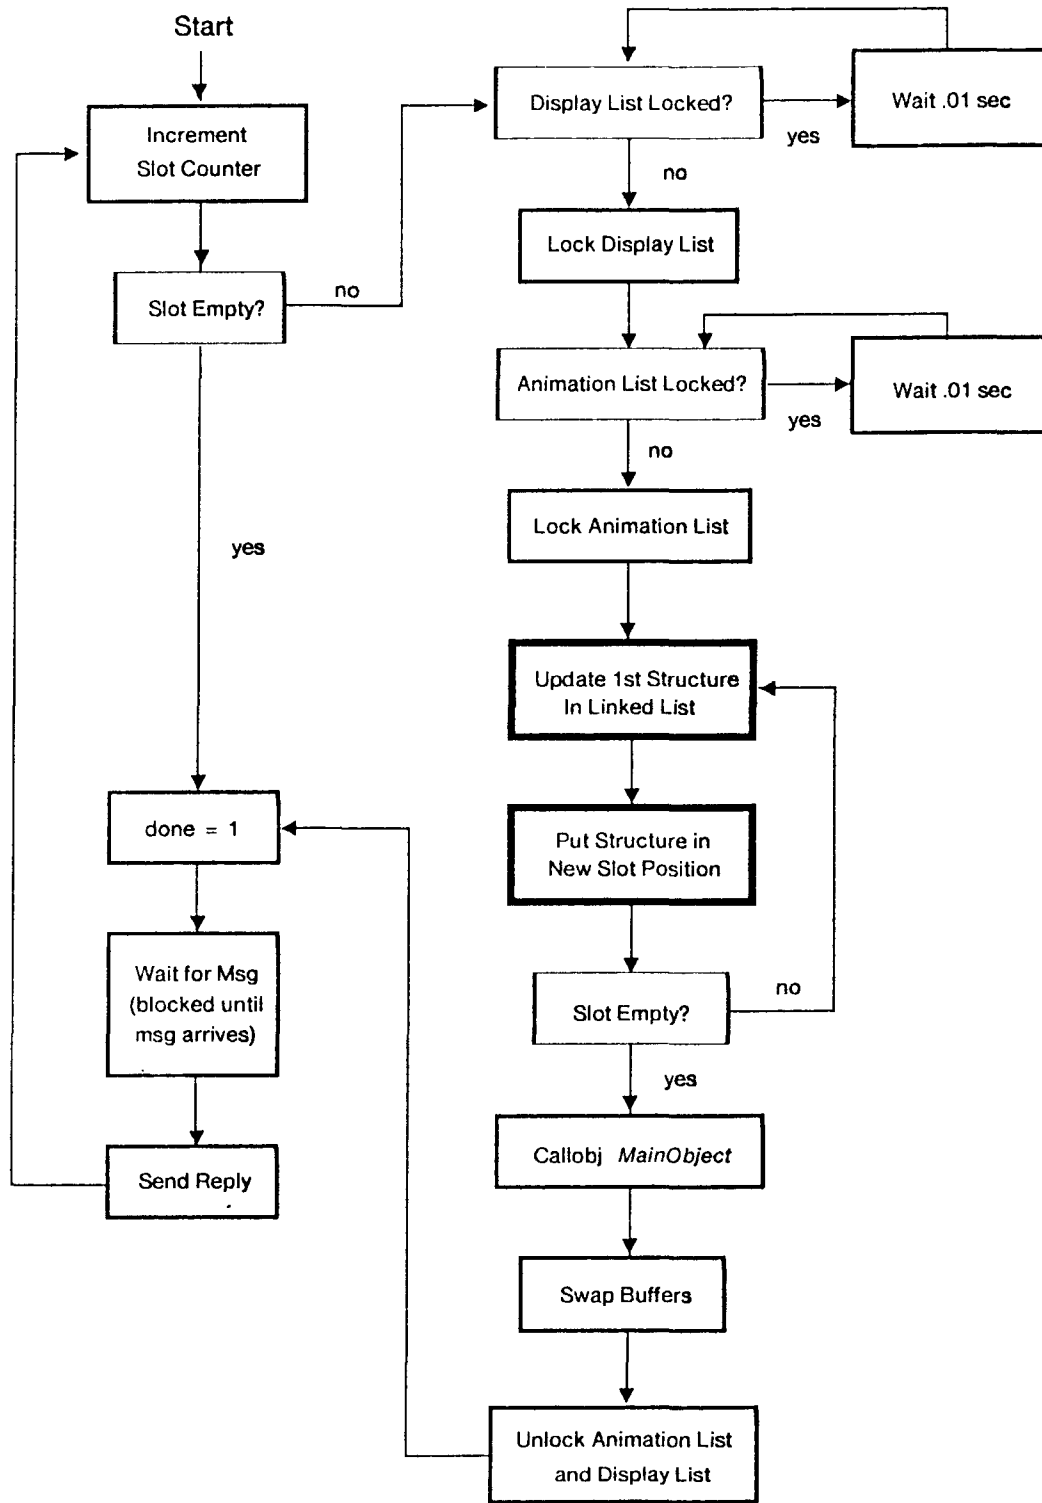 Start
Increment
Slot Counter
Slot Empty?
no
yes
done = 1
Wait for Msg
(blocked until
msg arrives)
Send Reply
Display List Locked?
yes
Wait .01 sec
no
Lock Display List
Animation List Locked?
yes
Wait .01 sec
no
Lock Animation List
Update 1st Structure
In Linked List
Put Structure in
New Slot Position
Slot Empty?
no
yes
Callobj MainObject
Swap Buffers
Unlock Animation List
and Display List